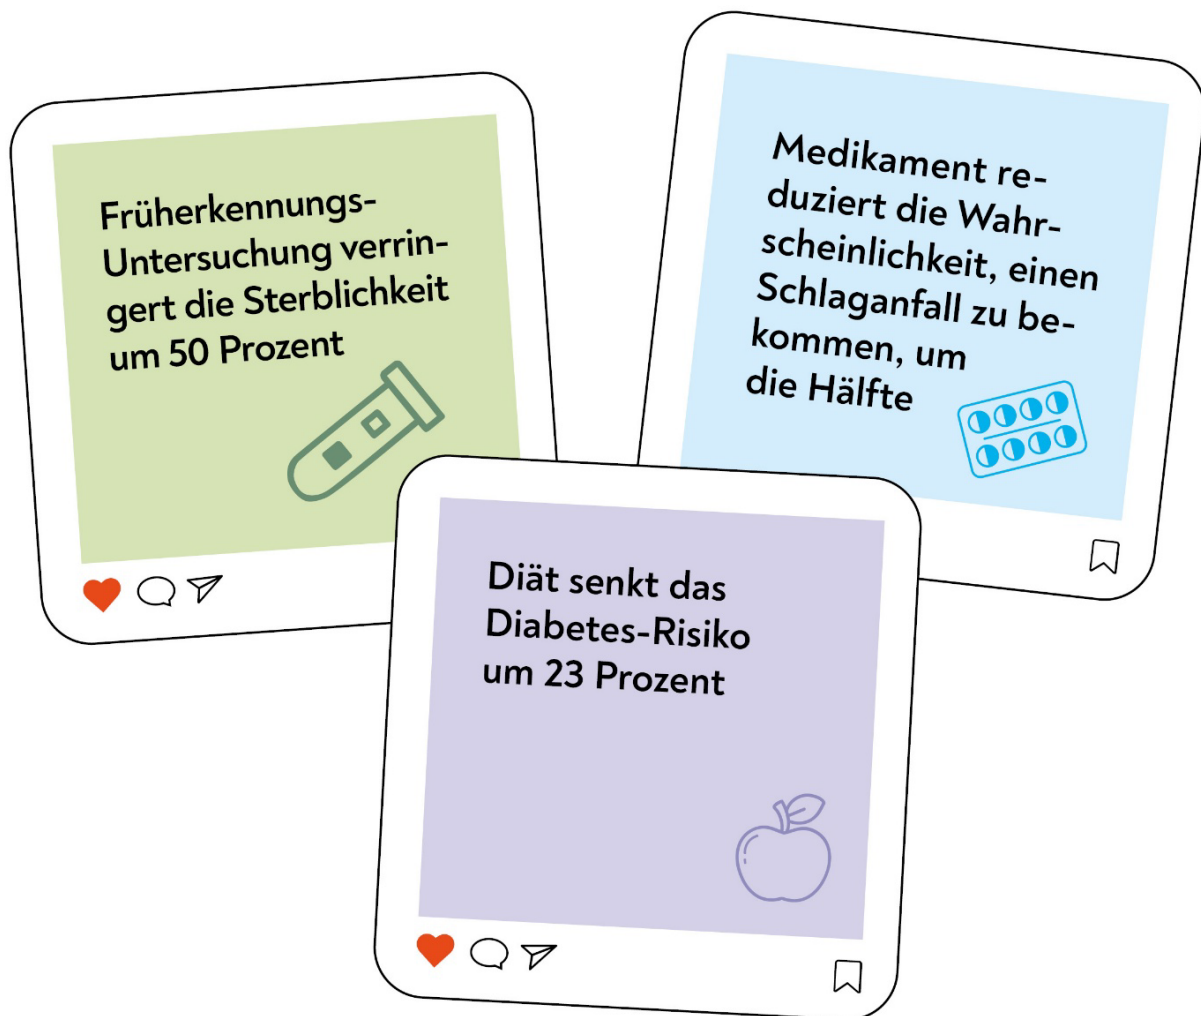 Früherkennungs-
Untersuchung verrin-
gert die Sterblichkeit
um 50 Prozent
Medikament re-
duziert die Wahr-
scheinlichkeit, einen
Schlaganfall zu be-
kommen, um
die Hälfte
Diät senkt das
Diabetes-Risiko
um 23 Prozent